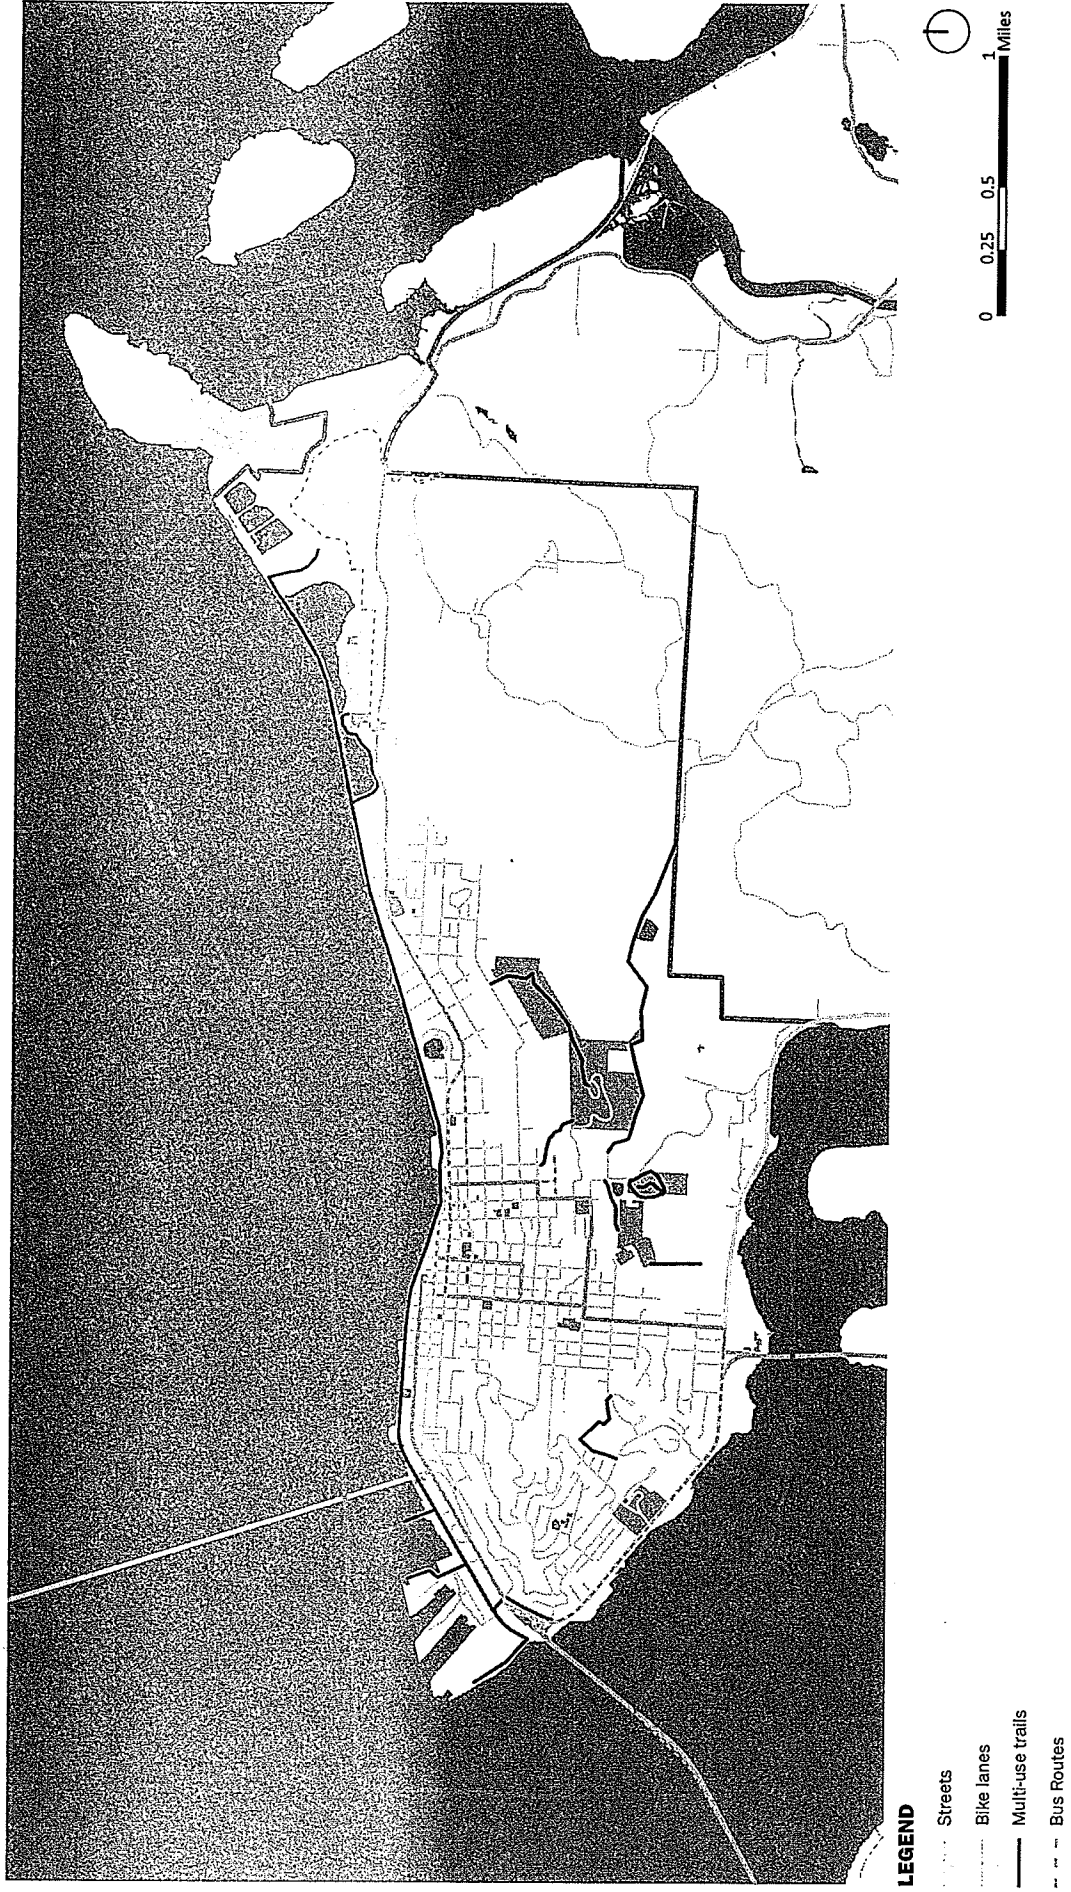 LEGEND
Streets
Bike lanes
Multi-use trails
Bus Routes
0 0.25 0.5 1
Miles